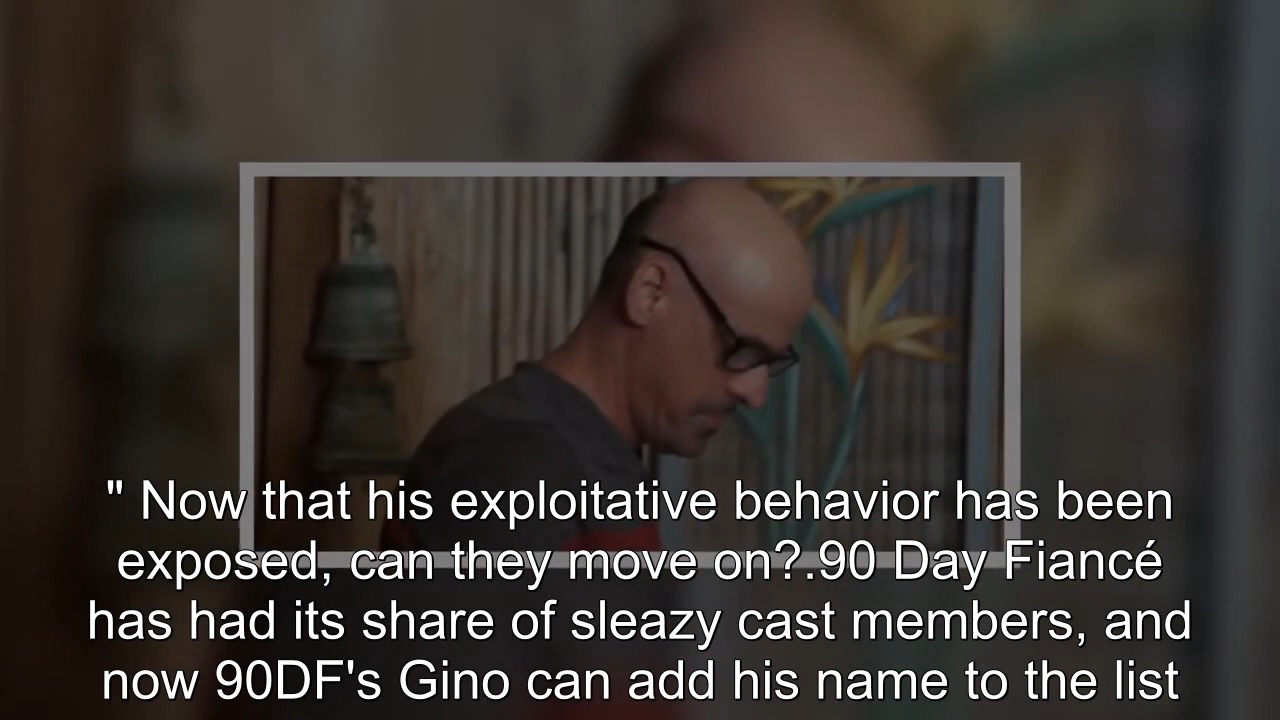 " Now that his exploitative behavior has been
exposed, can they move on?.90 Day Fiancé
has had its share of sleazy cast members, and
now 90DF's Gino can add his name to the list